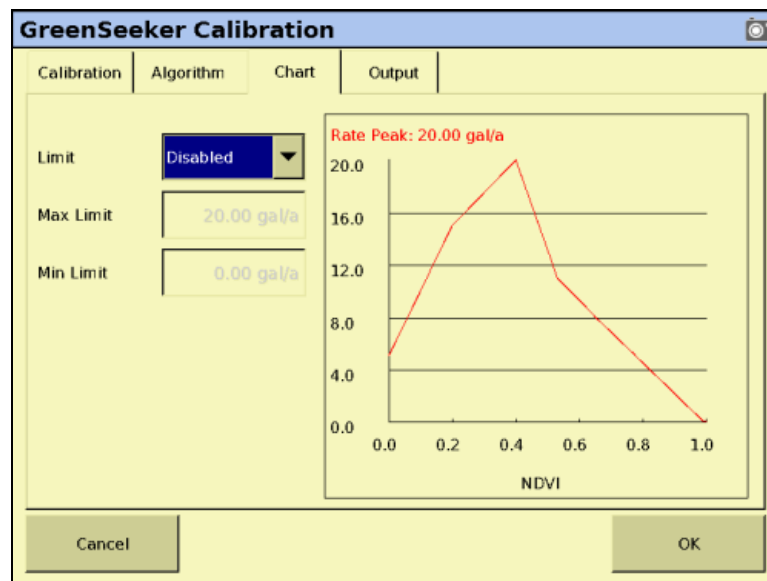 GreenSeeker Calibration
Calibration Algorithm Chart Output
Limit Disabled
Max Limit 20.00 gal/a
Min Limit 0.00 gal/a
Rate Peak: 20.00 gal/a
20.0
16.0
12.0
8.0
4.0
0.0
0.0 0.2 0.4 0.6 0.8 1.0
NDVI
Cancel OK